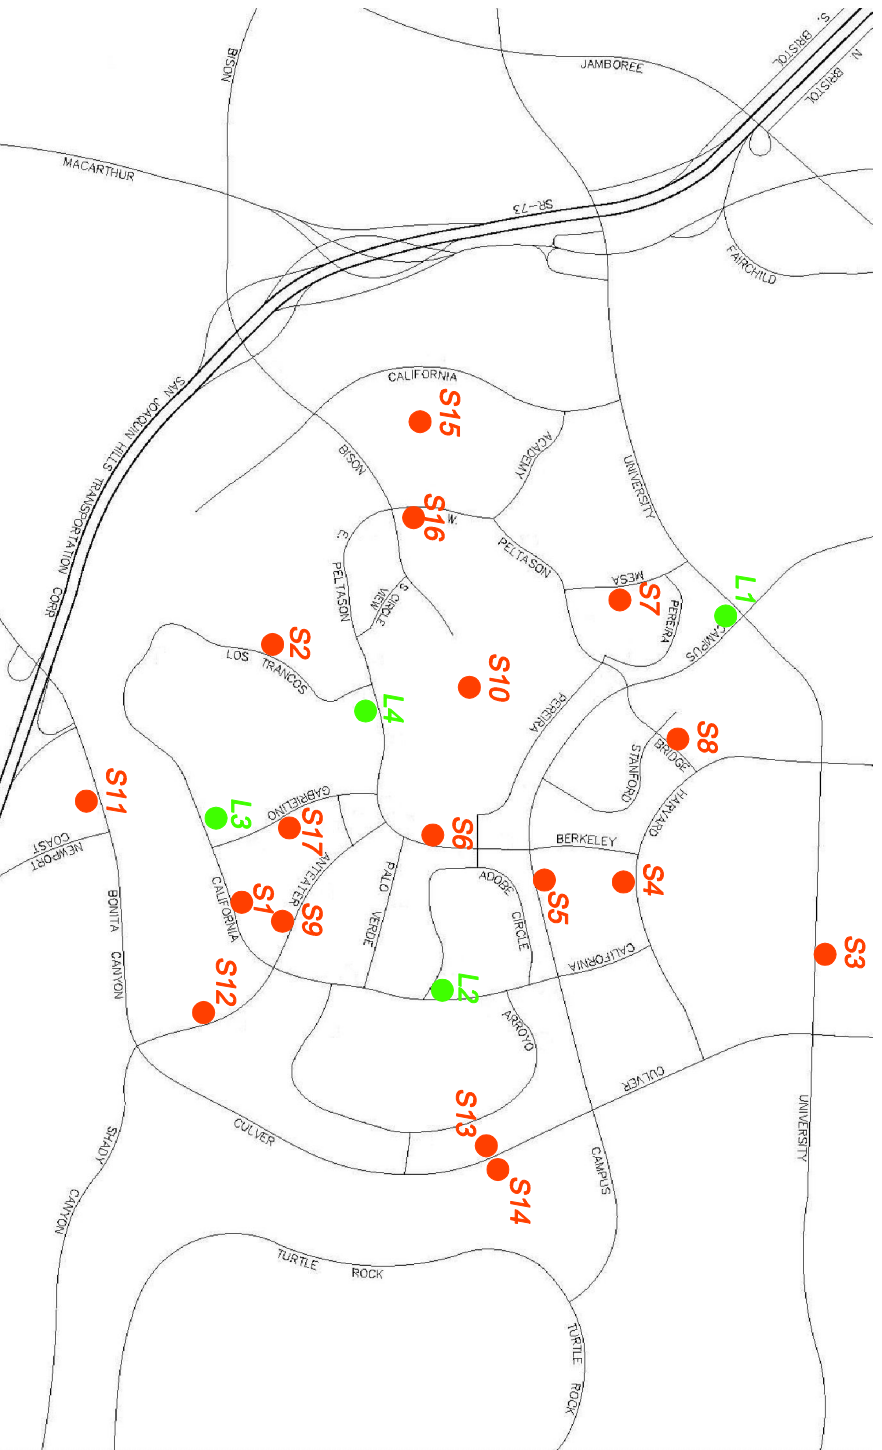 S. BRISTOL
N. BRISTOL
BISON
JAMBOREE
MACARTHUR
SR-73
FAIRCHILD
CALIFORNIA
SAN JOAQUIN HILLS TRANSPORTATION CORP
S15
ACADEMY
BISON
UNIVERSITY
S16
W. PELTASON
E. PELTASON
S. CIRCLE
VIEW
MESA
S7
PEREIRA
L1
CAMPUS
S2
LOS TRANCOS
S10
L4
PEREIRA
S8
BRIDGE
STANFORD
HARVARD
S11
NEWPORT
COAST
L3
GABRIELINO
S17
ANTEATER
S6
BERKELEY
S4
S5
ADOBE
CIRCLE
PALO
VERDE
S1
S9
CALIFORNIA
BONITA
CANYON
S12
L2
CALIFORNIA
S3
ARROYO
CULVER
UNIVERSITY
S13
S14
CULVER
CAMPUS
SHADY
CANYON
TURTLE
ROCK
TURTLE
ROCK